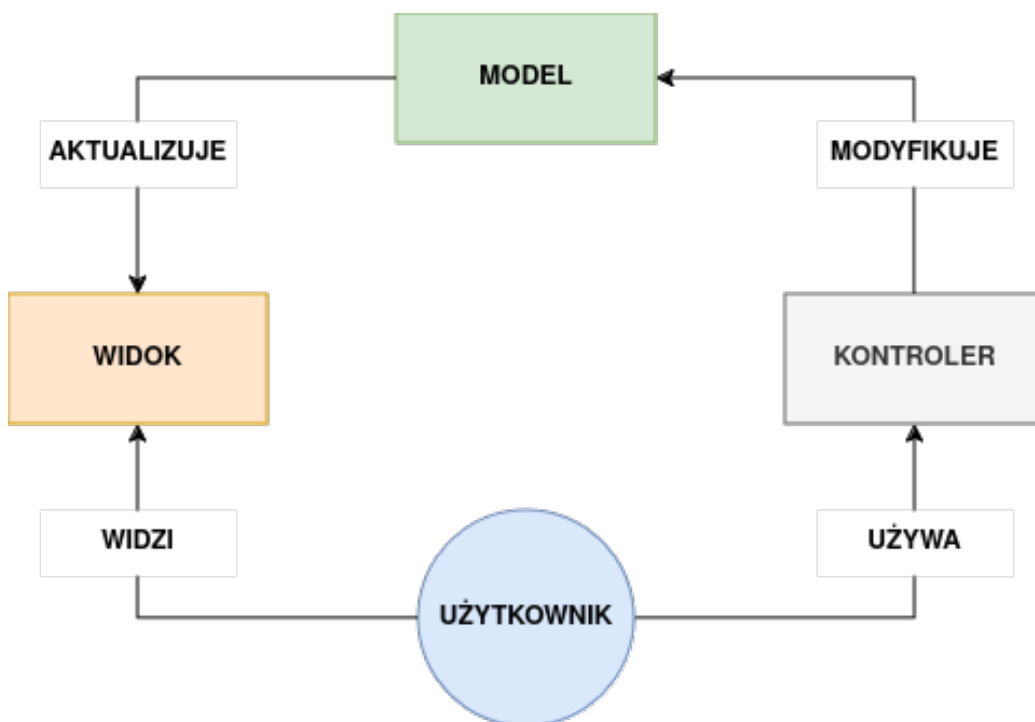 MODEL
AKTUALIZUJE
MODYFIKUJE
WIDOK
KONTROLER
WIDZI
UŻYWA
UŻYTKOWNIK